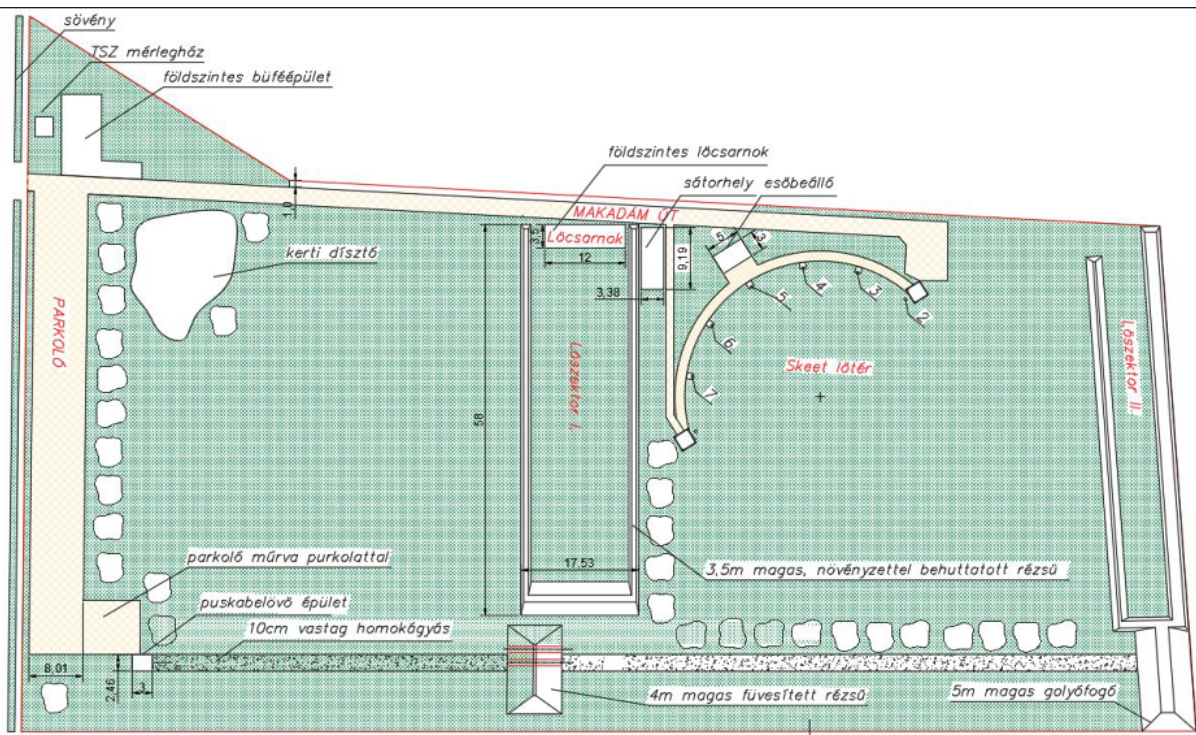 sövény
TSZ mérlegház
földszintes büféépület
földszintes lőcsarnok
sátorhely esőbeálló
MAKADÁM ÚT
1,0
3,5
Lőcsarnok
12
5
3
9,19
3,38
kerti dísztó
4
3
2
5
6
7
PARKOLÓ
Skeet lőtér
Lőszektor I.
Lőszektor II.
58
17.53
parkoló műrva purkolattal
3,5m magas, növényzettel behuttatott rézsű
puskabelövő épület
10cm vastag homokágyás
8,01
2,46
3
4m magas füvesített rézsű
5m magas golyófogó